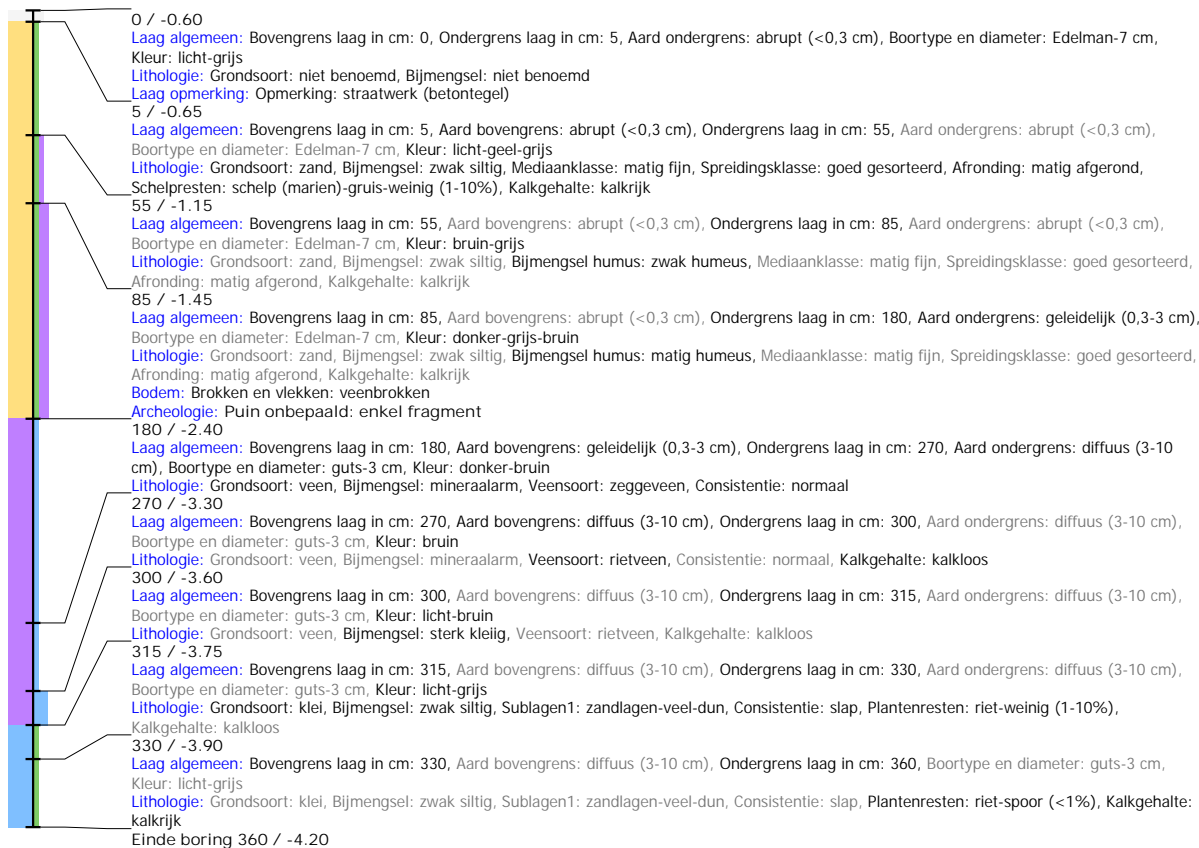 0 / -0.60
Laag algemeen: Bovengrens laag in cm: 0, Ondergrens laag in cm: 5, Aard ondergrens: abrupt (<0,3 cm), Boortype en diameter: Edelman-7 cm,
Kleur: licht-grijs
Lithologie: Grondsoort: niet benoemd, Bijmengsel: niet benoemd
Laag opmerking: Opmerking: straatwerk (betontegel)
5 / -0.65
Laag algemeen: Bovengrens laag in cm: 5, Aard bovengrens: abrupt (<0,3 cm), Ondergrens laag in cm: 55, Aard ondergrens: abrupt (<0,3 cm),
Boortype en diameter: Edelman-7 cm, Kleur: licht-geel-grijs
Lithologie: Grondsoort: zand, Bijmengsel: zwak siltig, Mediaanklasse: matig fijn, Spreidingsklasse: goed gesorteerd, Afronding: matig afgerond,
Schelpresten: schelp (marien)-gruis-weinig (1-10%), Kalkgehalte: kalkrijk
55 / -1.15
Laag algemeen: Bovengrens laag in cm: 55, Aard bovengrens: abrupt (<0,3 cm), Ondergrens laag in cm: 85, Aard ondergrens: abrupt (<0,3 cm),
Boortype en diameter: Edelman-7 cm, Kleur: bruin-grijs
Lithologie: Grondsoort: zand, Bijmengsel: zwak siltig, Bijmengsel humus: zwak humeus, Mediaanklasse: matig fijn, Spreidingsklasse: goed gesorteerd,
Afronding: matig afgerond, Kalkgehalte: kalkrijk
85 / -1.45
Laag algemeen: Bovengrens laag in cm: 85, Aard bovengrens: abrupt (<0,3 cm), Ondergrens laag in cm: 180, Aard ondergrens: geleidelijk (0,3-3 cm),
Boortype en diameter: Edelman-7 cm, Kleur: donker-grijs-bruin
Lithologie: Grondsoort: zand, Bijmengsel: zwak siltig, Bijmengsel humus: matig humeus, Mediaanklasse: matig fijn, Spreidingsklasse: goed gesorteerd,
Afronding: matig afgerond, Kalkgehalte: kalkrijk
Bodem: Brokken en vlekken: veenbrokken
Archeologie: Puin onbepaald: enkel fragment
180 / -2.40
Laag algemeen: Bovengrens laag in cm: 180, Aard bovengrens: geleidelijk (0,3-3 cm), Ondergrens laag in cm: 270, Aard ondergrens: diffuus (3-10
cm), Boortype en diameter: guts-3 cm, Kleur: donker-bruin
Lithologie: Grondsoort: veen, Bijmengsel: mineraalarm, Veensoort: zeggeveen, Consistentie: normaal
270 / -3.30
Laag algemeen: Bovengrens laag in cm: 270, Aard bovengrens: diffuus (3-10 cm), Ondergrens laag in cm: 300, Aard ondergrens: diffuus (3-10 cm),
Boortype en diameter: guts-3 cm, Kleur: bruin
Lithologie: Grondsoort: veen, Bijmengsel: mineraalarm, Veensoort: rietveen, Consistentie: normaal, Kalkgehalte: kalkloos
300 / -3.60
Laag algemeen: Bovengrens laag in cm: 300, Aard bovengrens: diffuus (3-10 cm), Ondergrens laag in cm: 315, Aard ondergrens: diffuus (3-10 cm),
Boortype en diameter: guts-3 cm, Kleur: licht-bruin
Lithologie: Grondsoort: veen, Bijmengsel: sterk kleiig, Veensoort: rietveen, Kalkgehalte: kalkloos
315 / -3.75
Laag algemeen: Bovengrens laag in cm: 315, Aard bovengrens: diffuus (3-10 cm), Ondergrens laag in cm: 330, Aard ondergrens: diffuus (3-10 cm),
Boortype en diameter: guts-3 cm, Kleur: licht-grijs
Lithologie: Grondsoort: klei, Bijmengsel: zwak siltig, Sublagen1: zandlagen-veel-dun, Consistentie: slap, Plantenresten: riet-weinig (1-10%),
Kalkgehalte: kalkloos
330 / -3.90
Laag algemeen: Bovengrens laag in cm: 330, Aard bovengrens: diffuus (3-10 cm), Ondergrens laag in cm: 360, Boortype en diameter: guts-3 cm,
Kleur: licht-grijs
Lithologie: Grondsoort: klei, Bijmengsel: zwak siltig, Sublagen1: zandlagen-veel-dun, Consistentie: slap, Plantenresten: riet-spoor (<1%), Kalkgehalte:
kalkrijk
Einde boring 360 / -4.20